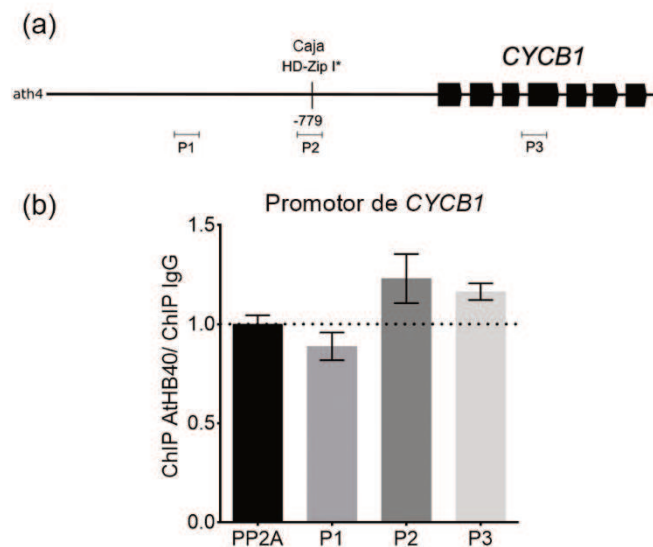 (a)
Caja
HD-Zip I*
CYCB1
ath4
-779
P1
P2
P3
(b)
Promotor de CYCB1
ChIP AtHB40/ ChIP IgG
1.5
1.0
0.5
0.0
PP2A
P1
P2
P3